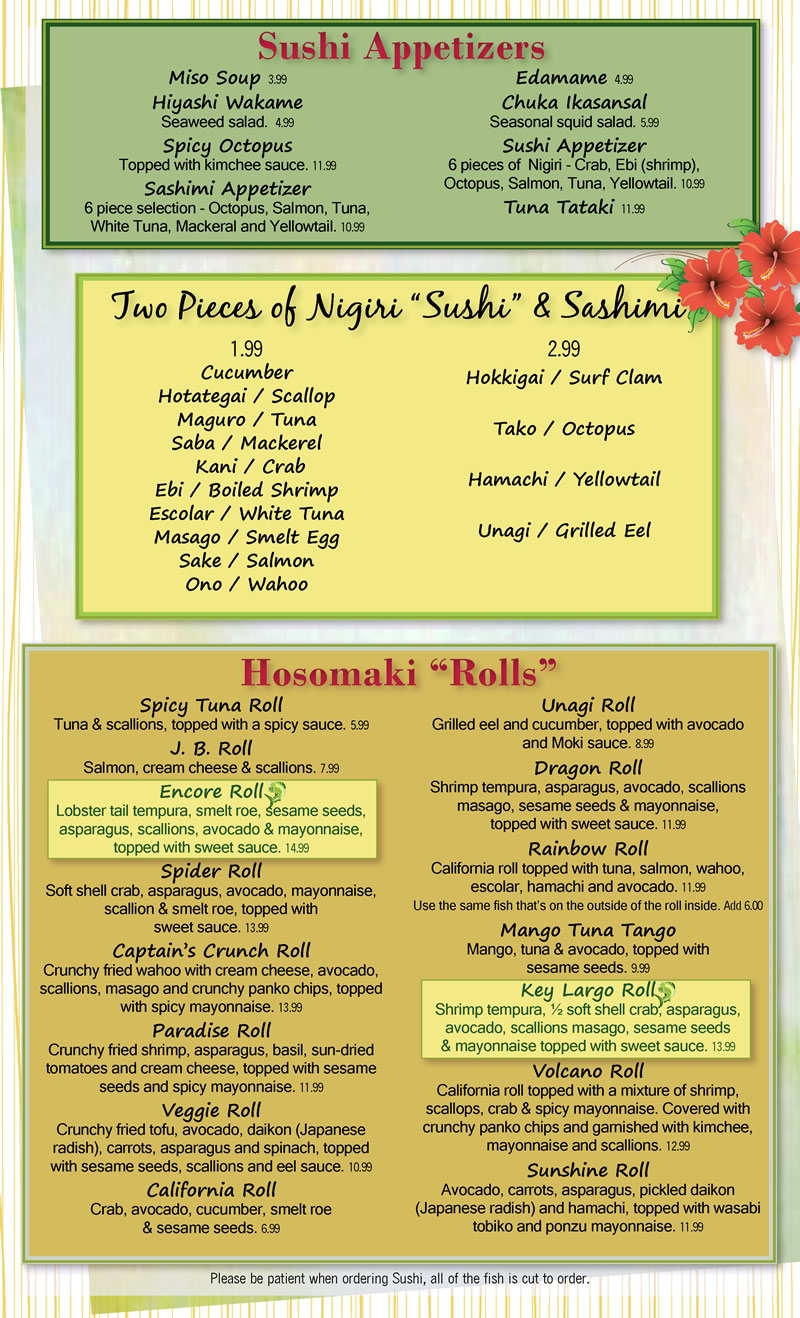 Sushi Appetizers
Miso Soup 3.99
Hiyashi Wakame
Seaweed salad. 4.99
Spicy Octopus
Topped with kimchee sauce. 11.99
Sashimi Appetizer
6 piece selection - Octopus, Salmon, Tuna,
White Tuna, Mackeral and Yellowtail. 10.99
Edamame 4.99
Chuka Ikasansal
Seasonal squid salad. 5.99
Sushi Appetizer
6 pieces of Nigiri - Crab, Ebi (shrimp),
Octopus, Salmon, Tuna, Yellowtail. 10.99
Tuna Tataki 11.99
Two Pieces of Nigiri “Sushi” & Sashimi
1.99
Cucumber
Hotategai / Scallop
Maguro / Tuna
Saba / Mackerel
Kani / Crab
Ebi / Boiled Shrimp
Escolar / White Tuna
Masago / Smelt Egg
Sake / Salmon
Ono / Wahoo
2.99
Hokkigai / Surf Clam
Tako / Octopus
Hamachi / Yellowtail
Unagi / Grilled Eel
Hosomaki “Rolls”
Spicy Tuna Roll
Tuna & scallions, topped with a spicy sauce. 5.99
J. B. Roll
Salmon, cream cheese & scallions. 7.99
Encore Roll
Lobster tail tempura, smelt roe, sesame seeds,
asparagus, scallions, avocado & mayonnaise,
topped with sweet sauce. 14.99
Spider Roll
Soft shell crab, asparagus, avocado, mayonnaise,
scallion & smelt roe, topped with
sweet sauce. 13.99
Captain’s Crunch Roll
Crunchy fried wahoo with cream cheese, avocado,
scallions, masago and crunchy panko chips, topped
with spicy mayonnaise. 13.99
Paradise Roll
Crunchy fried shrimp, asparagus, basil, sun-dried
tomatoes and cream cheese, topped with sesame
seeds and spicy mayonnaise. 11.99
Veggie Roll
Crunchy fried tofu, avocado, daikon (Japanese
radish), carrots, asparagus and spinach, topped
with sesame seeds, scallions and eel sauce. 10.99
California Roll
Crab, avocado, cucumber, smelt roe
& sesame seeds. 6.99
Unagi Roll
Grilled eel and cucumber, topped with avocado
and Moki sauce. 8.99
Dragon Roll
Shrimp tempura, asparagus, avocado, scallions
masago, sesame seeds & mayonnaise,
topped with sweet sauce. 11.99
Rainbow Roll
California roll topped with tuna, salmon, wahoo,
escolar, hamachi and avocado. 11.99
Use the same fish that’s on the outside of the roll inside. Add 6.00
Mango Tuna Tango
Mango, tuna & avocado, topped with
sesame seeds. 9.99
Key Largo Roll
Shrimp tempura, ½ soft shell crab, asparagus,
avocado, scallions masago, sesame seeds
& mayonnaise topped with sweet sauce. 13.99
Volcano Roll
California roll topped with a mixture of shrimp,
scallops, crab & spicy mayonnaise. Covered with
crunchy panko chips and garnished with kimchee,
mayonnaise and scallions. 12.99
Sunshine Roll
Avocado, carrots, asparagus, pickled daikon
(Japanese radish) and hamachi, topped with wasabi
tobiko and ponzu mayonnaise. 11.99
Please be patient when ordering Sushi, all of the fish is cut to order.